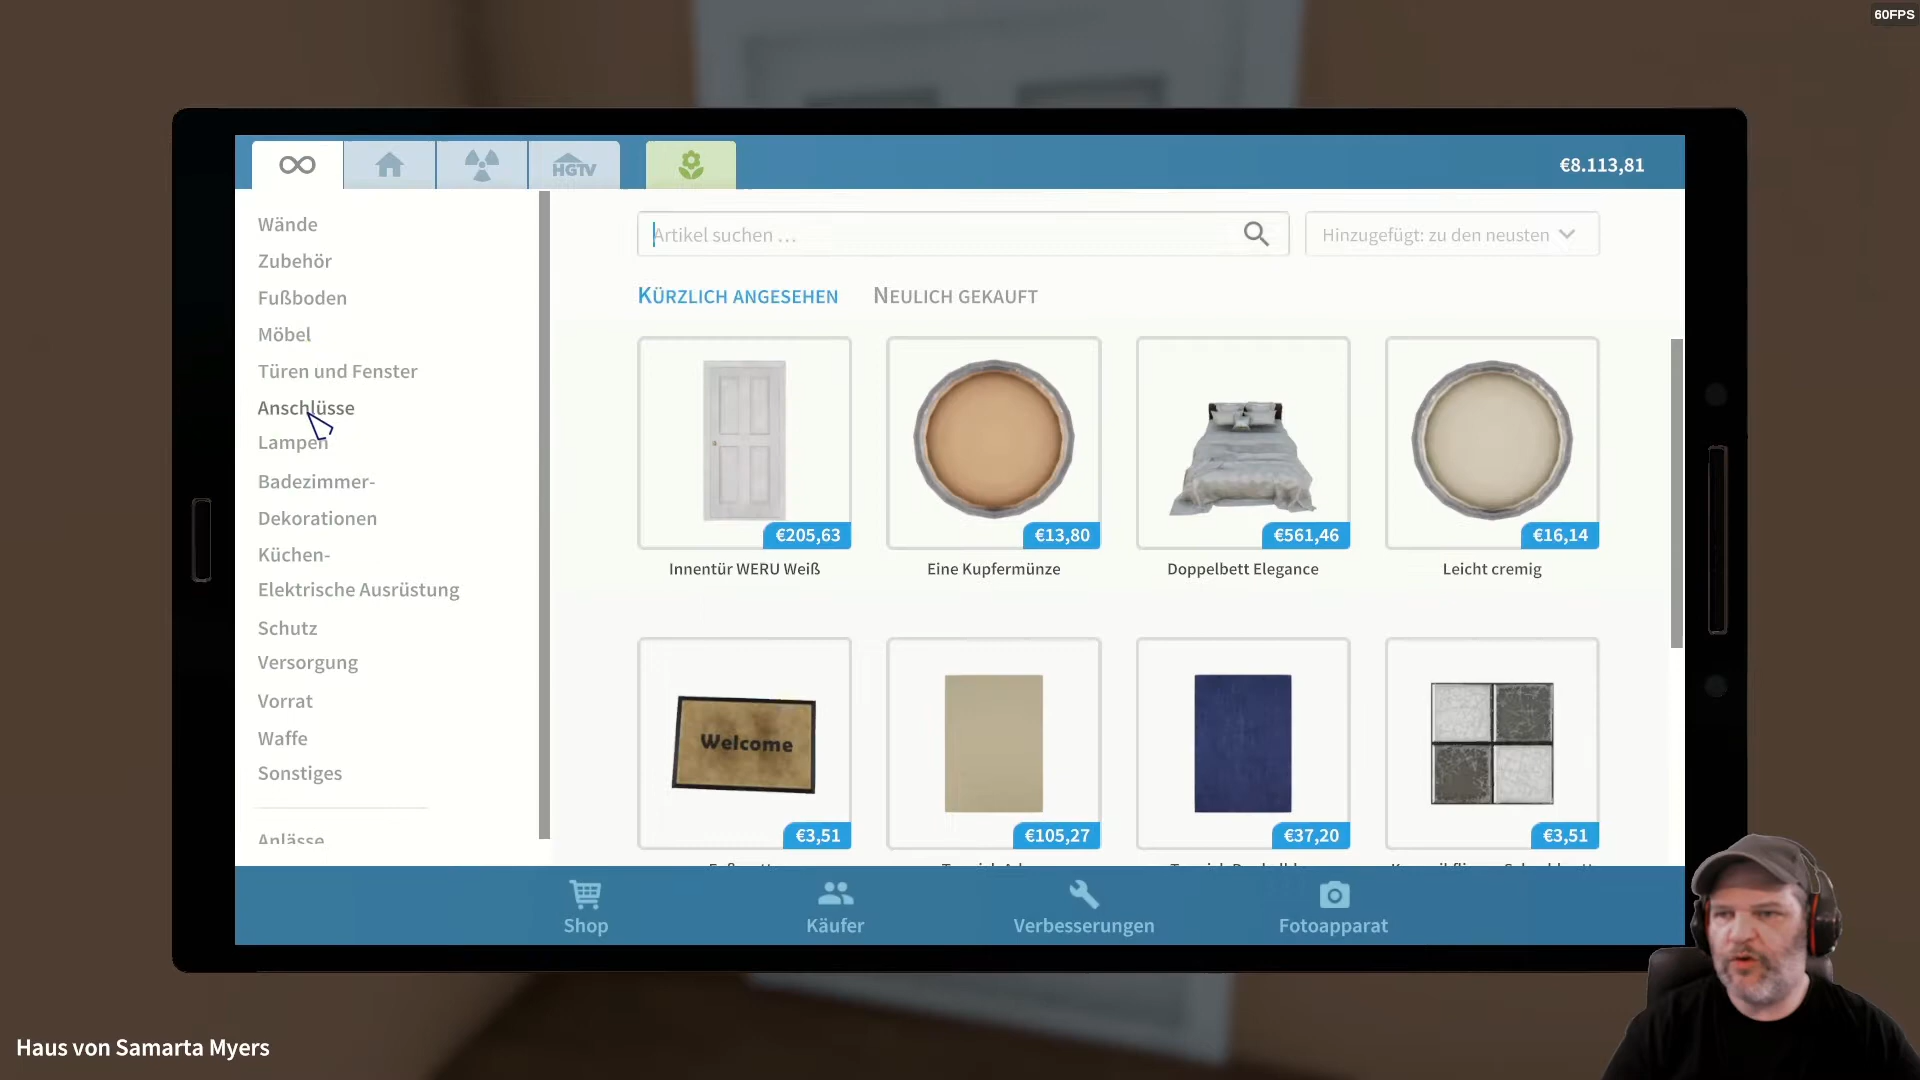 60FPS
HGTV
€8.113,81
Wände
Zubehör
Fußboden
Möbel
Türen und Fenster
Anschlüsse
Lampen
Badezimmer-
Dekorationen
Küchen-
Elektrische Ausrüstung
Schutz
Versorgung
Vorrat
Waffe
Sonstiges
Anlässe
Artikel suchen …
Hinzugefügt: zu den neusten
KÜRZLICH ANGESEHEN
NEULICH GEKAUFT
€205,63
€13,80
€561,46
€16,14
Innentür WERU Weiß
Eine Kupfermünze
Doppelbett Elegance
Leicht cremig
Welcome
€3,51
€105,27
€37,20
€3,51
Shop
Käufer
Verbesserungen
Fotoapparat
Haus von Samarta Myers